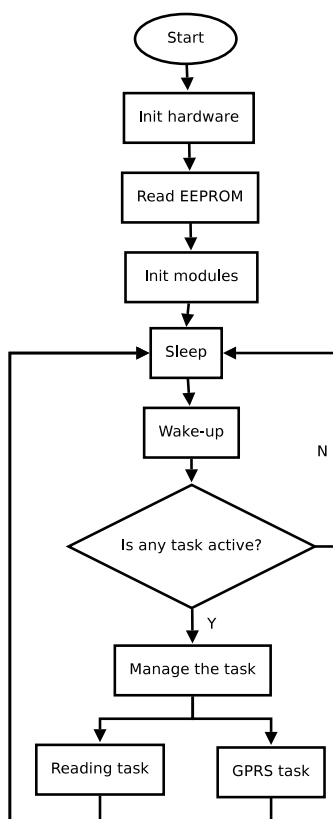 Start
Init hardware
Read EEPROM
Init modules
Sleep
Wake-up
N
Is any task active?
Y
Manage the task
Reading task
GPRS task